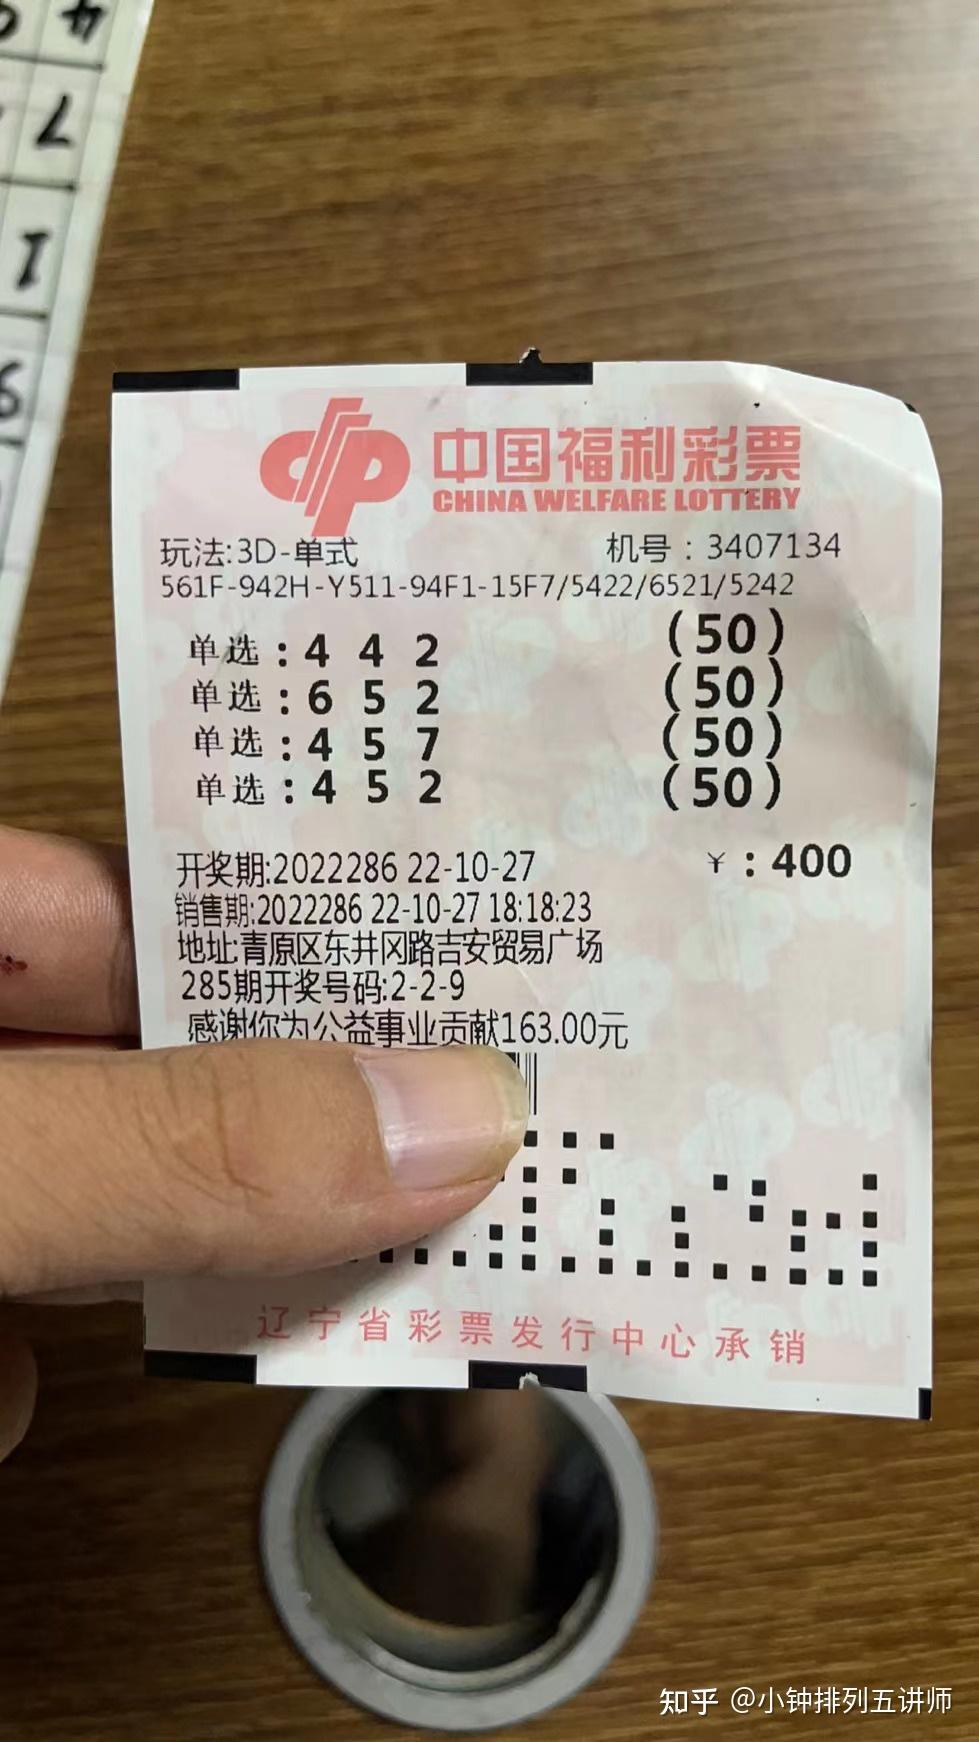 4
7
1
9
中国福利彩票
CHINA WELFARE LOTTERY
玩法:3D-单式 机号：3407134
561F-942H-Y511-94F1-15F7/5422/6521/5242
单选:4 4 2 (50)
单选:6 5 2 (50)
单选:4 5 7 (50)
单选:4 5 2 (50)
开奖期:2022286 22-10-27 ¥:400
销售期:2022286 22-10-27 18:18:23
地址:青原区东井冈路吉安贸易广场
285期开奖号码:2-2-9
感谢你为公益事业贡献163.00元
辽宁省彩票发行中心承销
知乎 @小钟排列五讲师